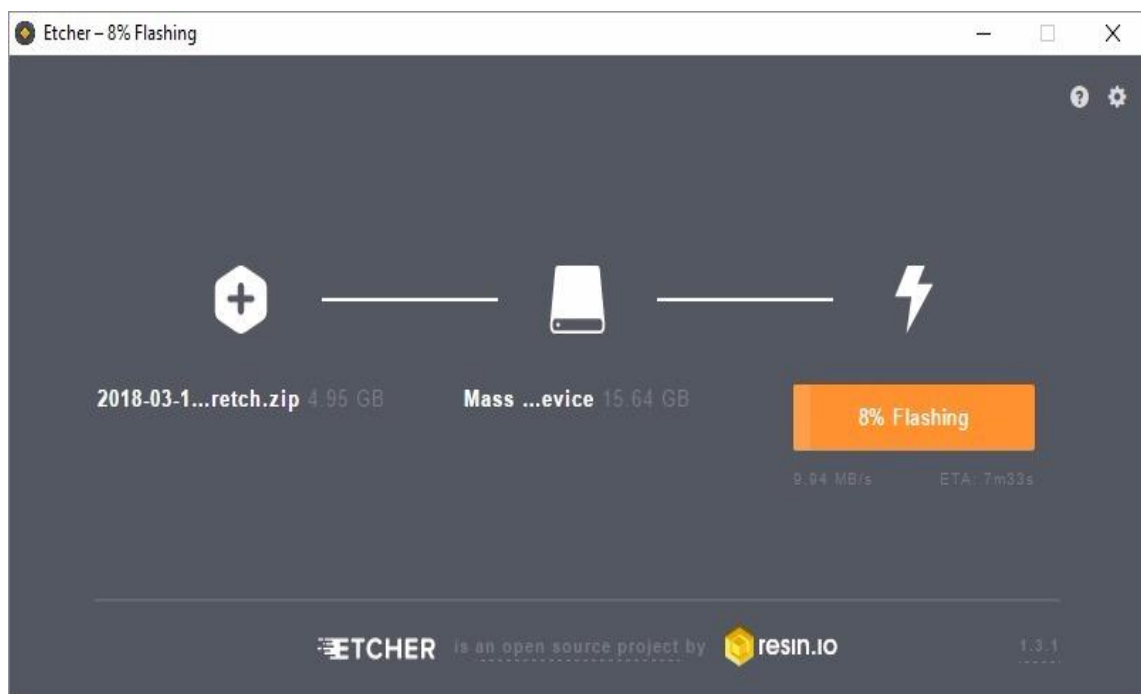 Etcher – 8% Flashing
2018-03-1...retch.zip 4.95 GB
Mass ...evice 15.64 GB
8% Flashing
9.94 MB/s ETA: 7m33s
ETCHER is an open source project by resin.io 1.3.1